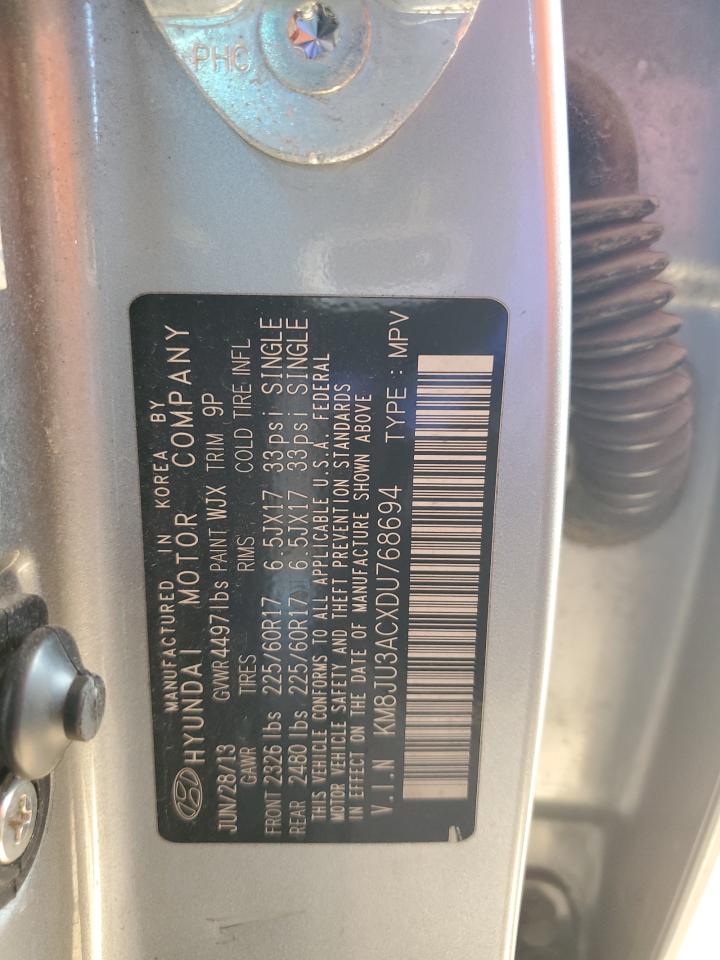 PHC
MANUFACTURED IN KOREA BY
HYUNDAI MOTOR COMPANY
JUN/28/13 GVWR 4497lbs PAINT WJX TRIM 9P
GAWR TIRES RIMS COLD TIRE INFL
FRONT 2326 lbs 225/60R17 6.5JX17 33psi SINGLE
REAR 2480 lbs 225/60R17 6.5JX17 33psi SINGLE
THIS VEHICLE CONFORMS TO ALL APPLICABLE U.S.A. FEDERAL
MOTOR VEHICLE SAFETY AND THEFT PREVENTION STANDARDS
IN EFFECT ON THE DATE OF MANUFACTURE SHOWN ABOVE
V.I.N KM8JU3ACXDU768694 TYPE : MPV